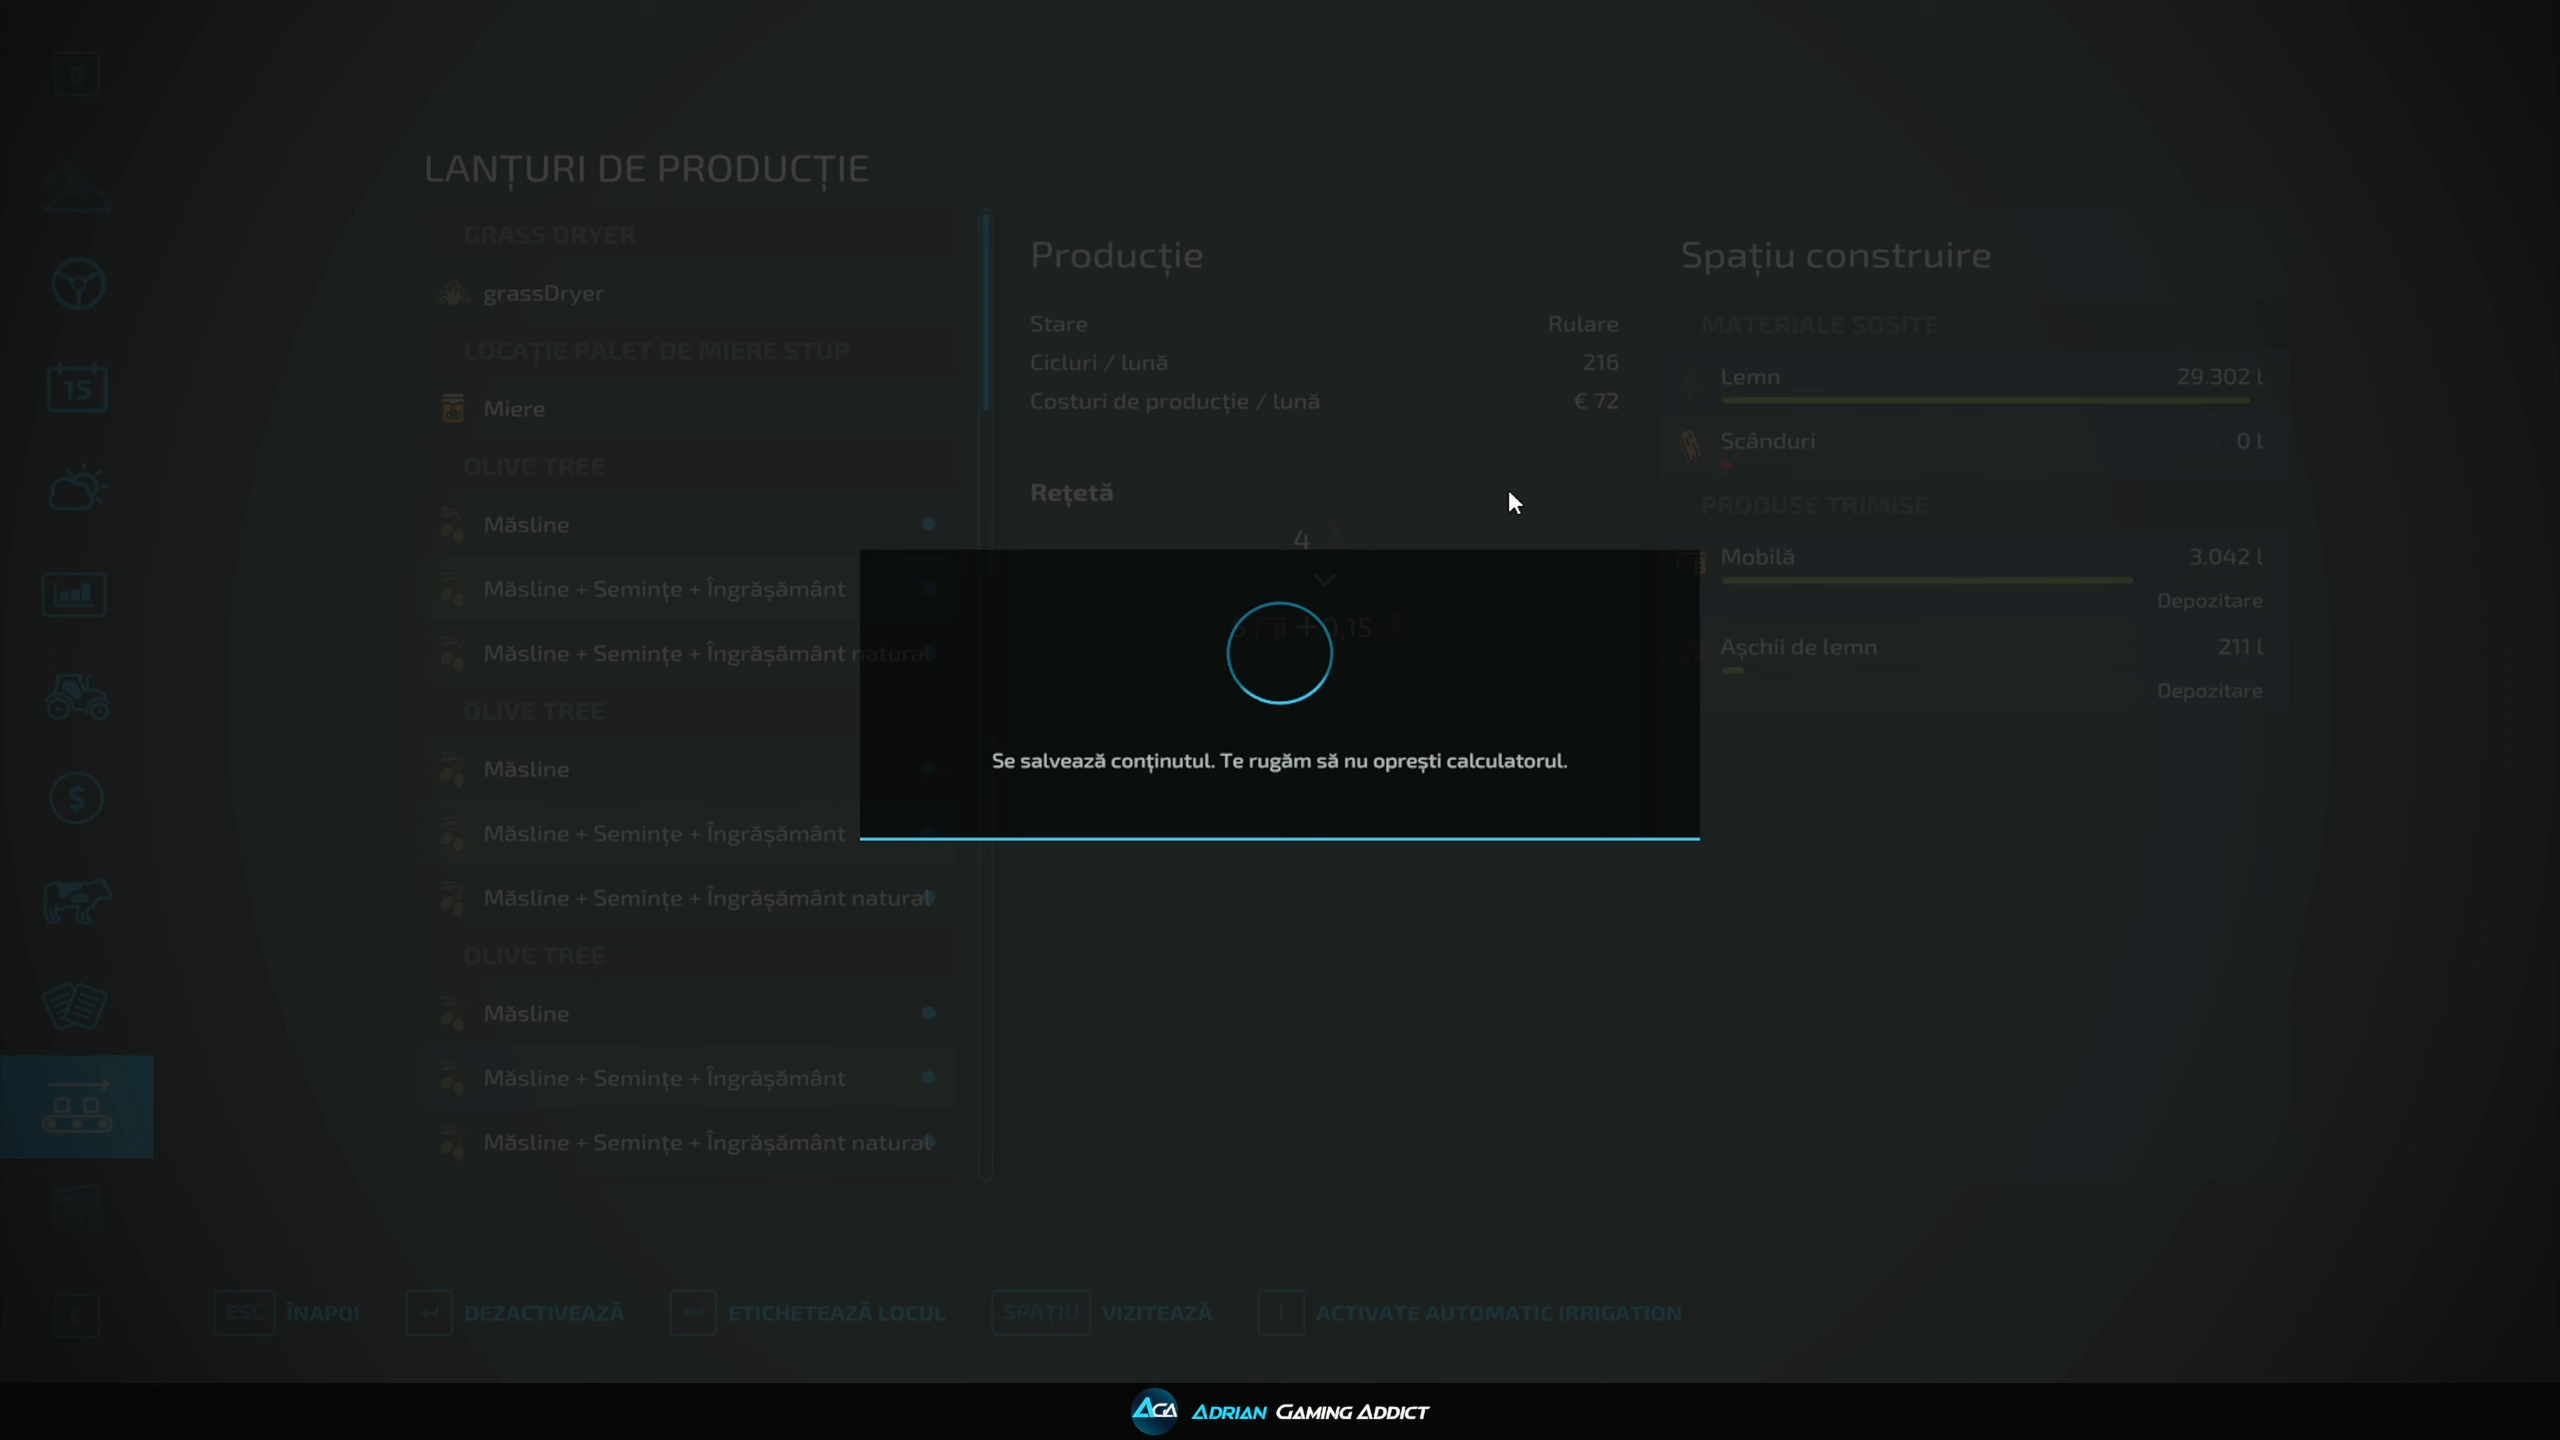 Q
LANȚURI DE PRODUCȚIE
GRASS DRYER
grassDryer
LOCAȚIE PALET DE MIERE STUP
Miere
OLIVE TREE
Măsline
Măsline + Semințe + Îngrășământ
Măsline + Semințe + Îngrășământ natural
OLIVE TREE
Măsline
Măsline + Semințe + Îngrășământ
Măsline + Semințe + Îngrășământ natural
OLIVE TREE
Măsline
Măsline + Semințe + Îngrășământ
Măsline + Semințe + Îngrășământ natural
15
$
Producție
Stare Rulare
Cicluri / lună 216
Costuri de producție / lună € 72
Rețetă
4
+ 0,15
Spațiu construire
MATERIALE SOSITE
Lemn 29.302 l
Scânduri 0 l
PRODUSE TRIMISE
Mobilă 3.042 l
Depozitare
Așchii de lemn 211 l
Depozitare
Se salvează conținutul. Te rugăm să nu oprești calculatorul.
ESC ÎNAPOI DEZACTIVEAZĂ ETICHETEAZĂ LOCUL SPAȚIU VIZITEAZĂ I ACTIVATE AUTOMATIC IRRIGATION
AGA ADRIAN GAMING ADDICT